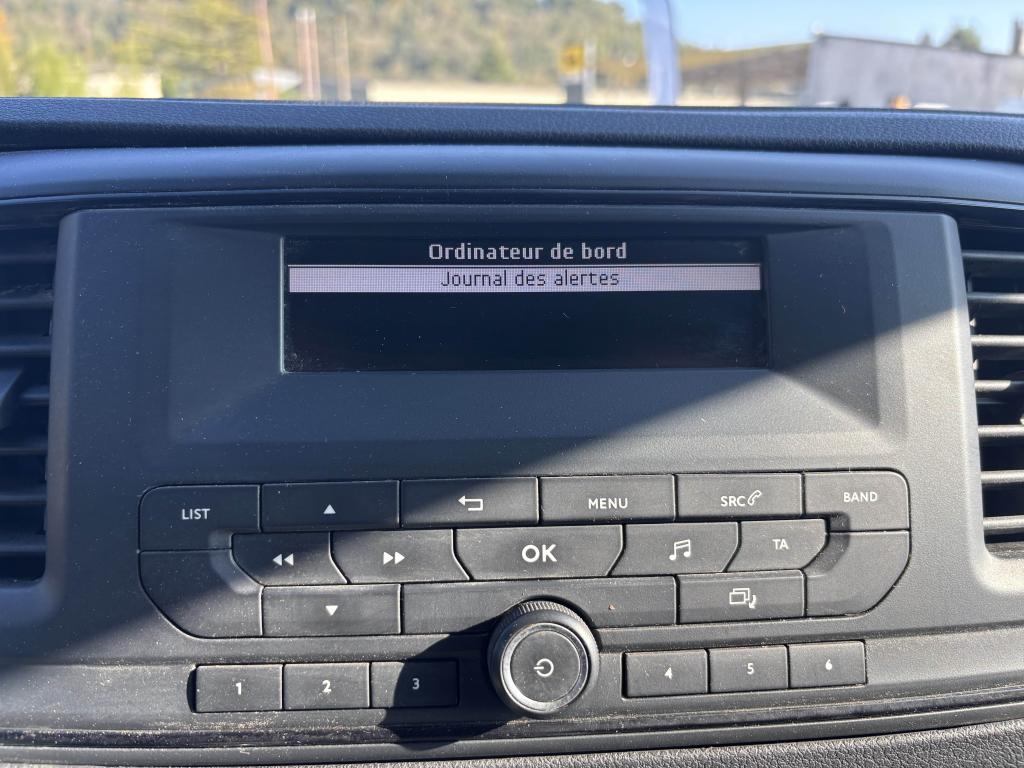 Ordinateur de bord
Journal des alertes
LIST
MENU
SRC
BAND
OK
TA
1
2
3
4
5
6